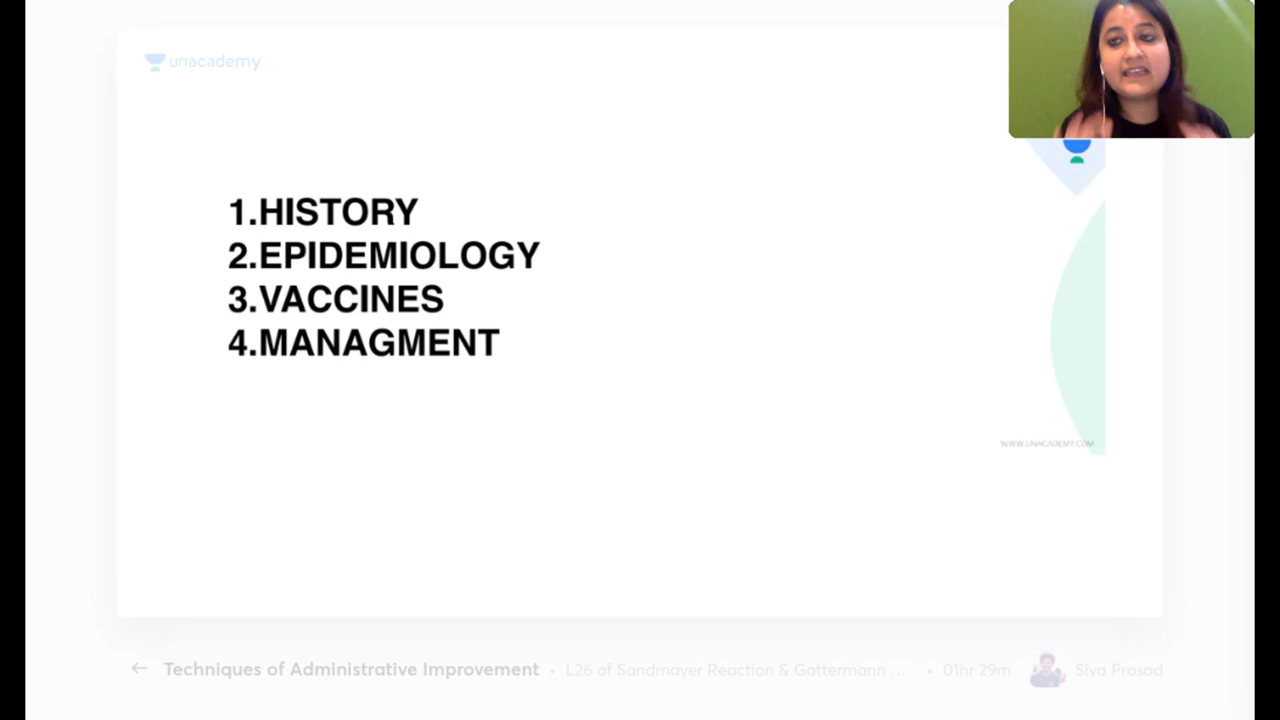 unacademy
1.HISTORY
2.EPIDEMIOLOGY
3.VACCINES
4.MANAGMENT
WWW.UNACADEMY.COM
← Techniques of Administrative Improvement • L26 of Sandmayer Reaction & Gattermann ... • 01hr 29m Siva Prasad